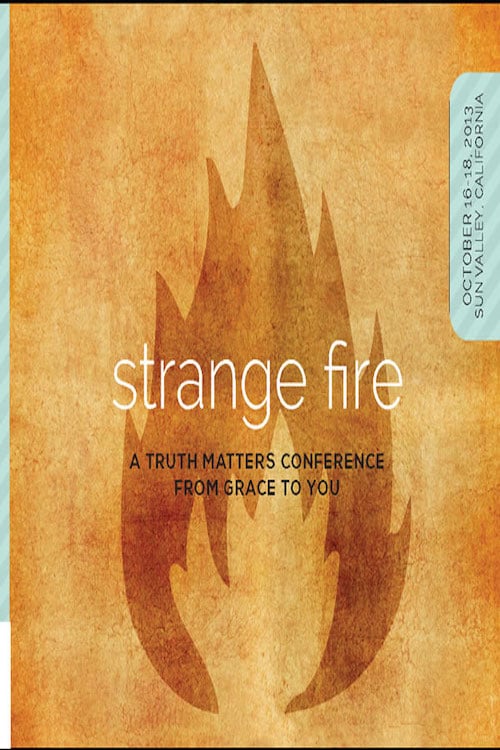 strange fire
A TRUTH MATTERS CONFERENCE
FROM GRACE TO YOU
OCTOBER 16-18, 2013
SUN VALLEY, CALIFORNIA